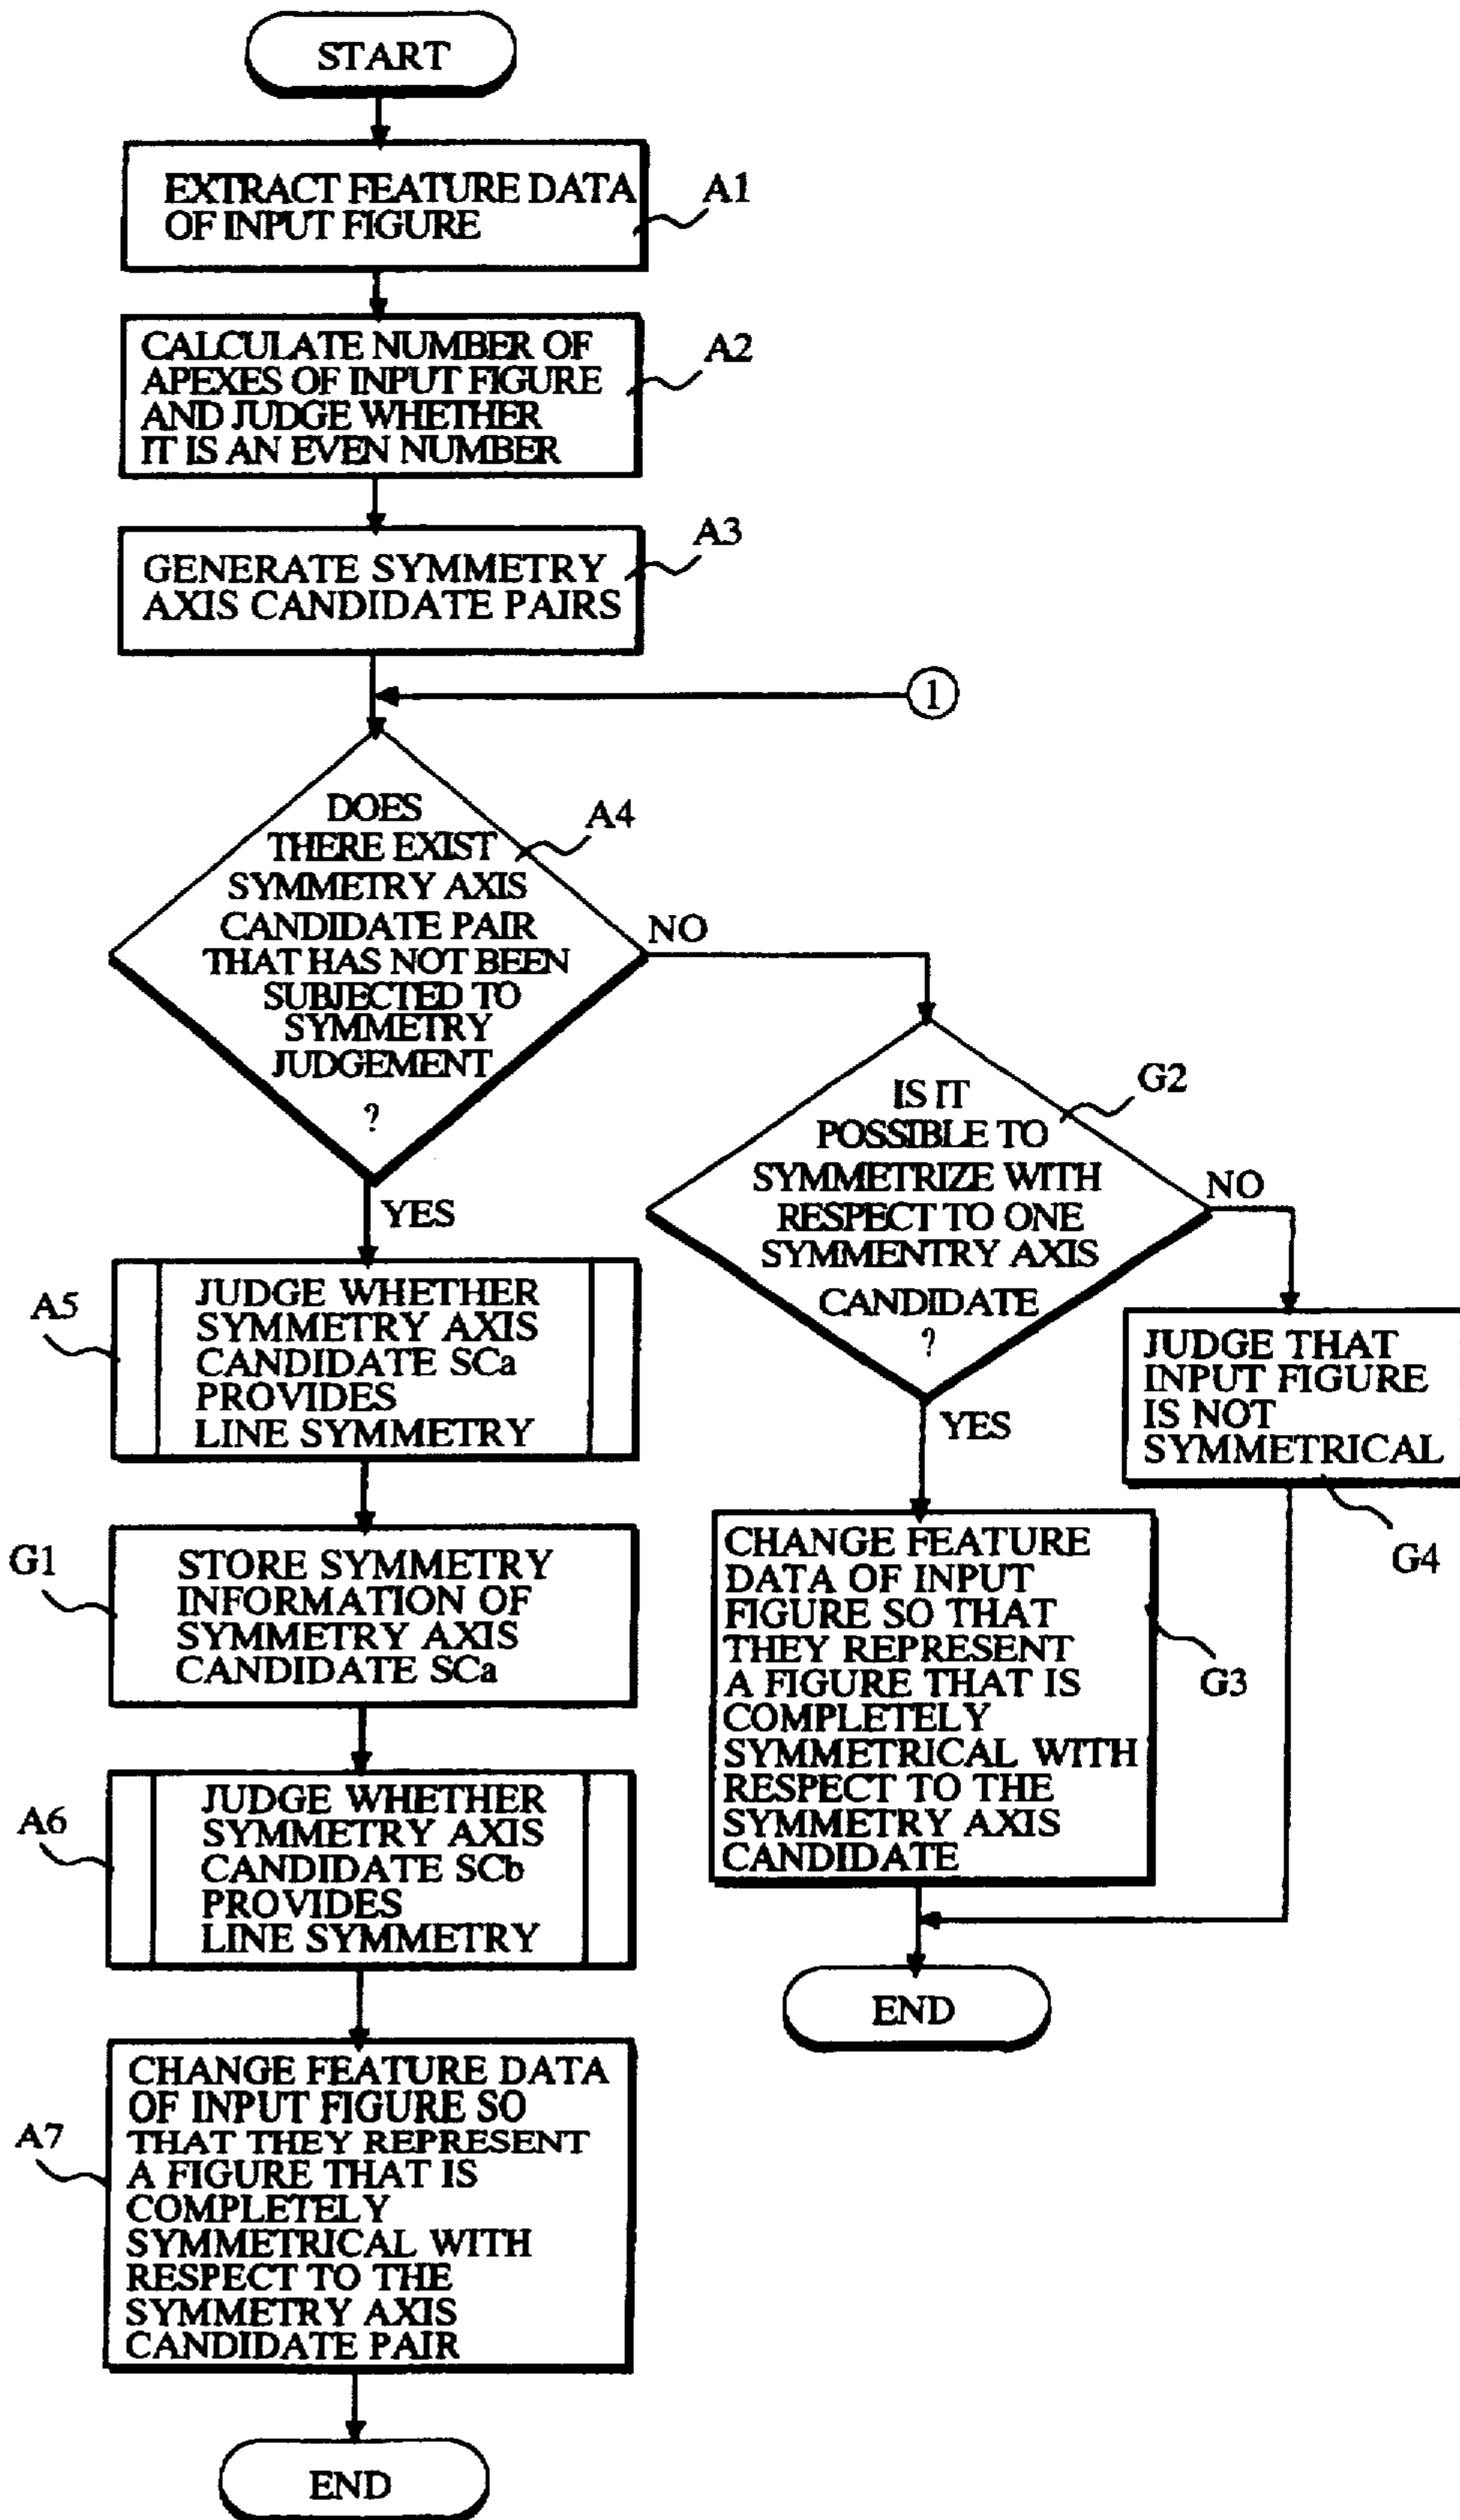 START
EXTRACT FEATURE DATA
OF INPUT FIGURE
A1
CALCULATE NUMBER OF
APEXES OF INPUT FIGURE
AND JUDGE WHETHER
IT IS AN EVEN NUMBER
A2
GENERATE SYMMETRY
AXIS CANDIDATE PAIRS
A3
1
DOES
THERE EXIST
SYMMETRY AXIS
CANDIDATE PAIR
THAT HAS NOT BEEN
SUBJECTED TO
SYMMETRY
JUDGEMENT
?
A4
NO
YES
IS IT
POSSIBLE TO
SYMMETRIZE WITH
RESPECT TO ONE
SYMMENTRY AXIS
CANDIDATE
?
G2
NO
YES
JUDGE WHETHER
SYMMETRY AXIS
CANDIDATE SCa
PROVIDES
LINE SYMMETRY
A5
JUDGE THAT
INPUT FIGURE
IS NOT
SYMMETRICAL
G4
STORE SYMMETRY
INFORMATION OF
SYMMETRY AXIS
CANDIDATE SCa
G1
CHANGE FEATURE
DATA OF INPUT
FIGURE SO THAT
THEY REPRESENT
A FIGURE THAT IS
COMPLETELY
SYMMETRICAL WITH
RESPECT TO THE
SYMMETRY AXIS
CANDIDATE
G3
JUDGE WHETHER
SYMMETRY AXIS
CANDIDATE SCb
PROVIDES
LINE SYMMETRY
A6
END
CHANGE FEATURE DATA
OF INPUT FIGURE SO
THAT THEY REPRESENT
A FIGURE THAT IS
COMPLETELY
SYMMETRICAL WITH
RESPECT TO THE
SYMMETRY AXIS
CANDIDATE PAIR
A7
END